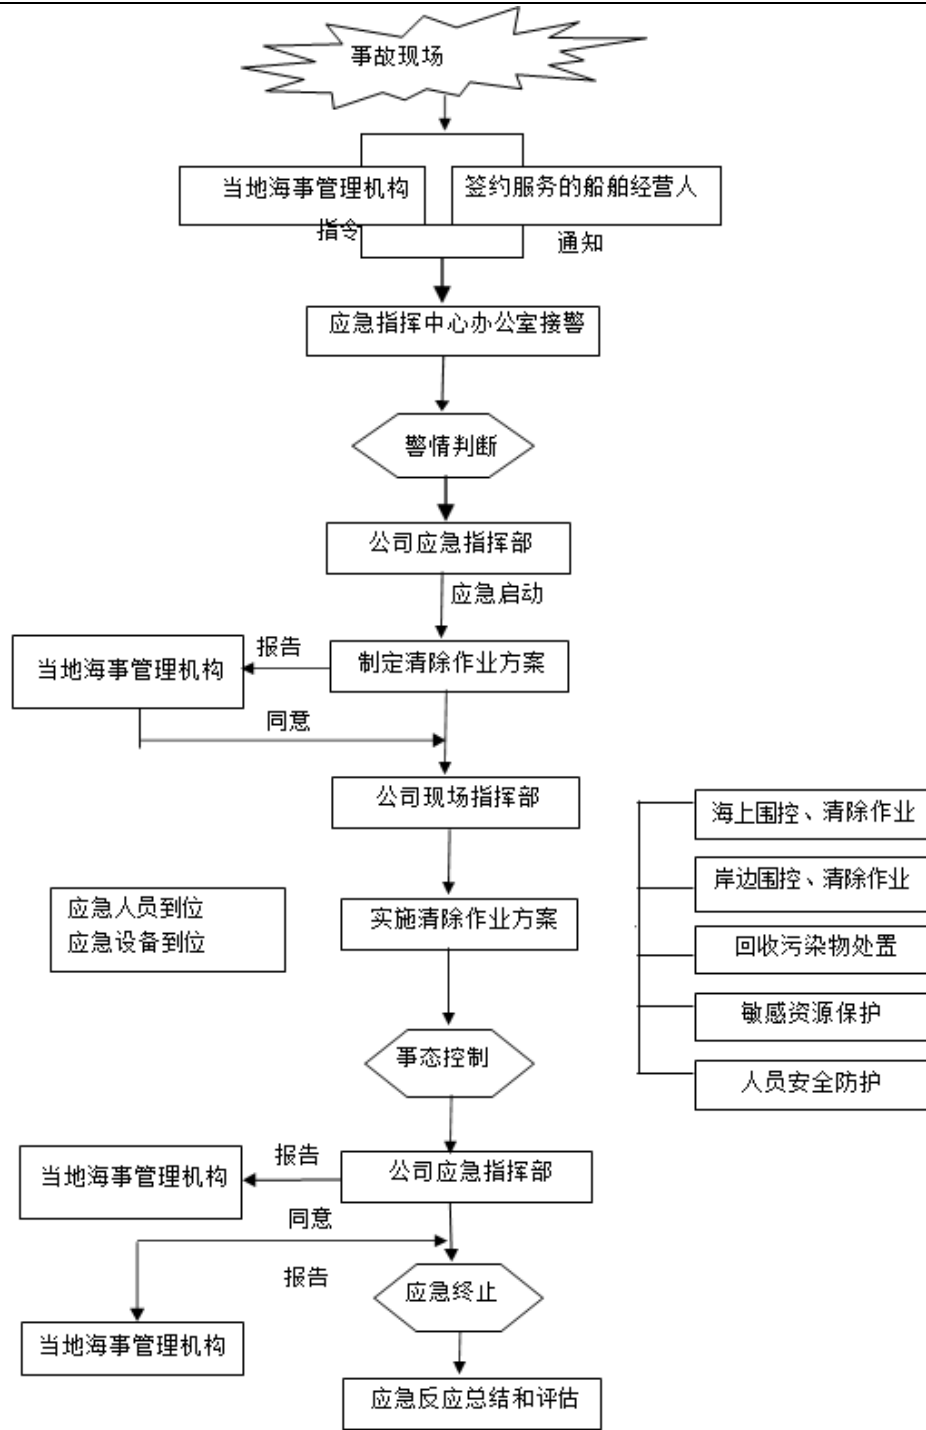 事故现场
当地海事管理机构
签约服务的船舶经营人
指令
通知
应急指挥中心办公室接警
警情判断
公司应急指挥部
应急启动
报告
制定清除作业方案
当地海事管理机构
同意
公司现场指挥部
海上围控、清除作业
岸边围控、清除作业
应急人员到位
应急设备到位
实施清除作业方案
回收污染物处置
敏感资源保护
事态控制
人员安全防护
报告
公司应急指挥部
当地海事管理机构
同意
报告
应急终止
当地海事管理机构
应急反应总结和评估